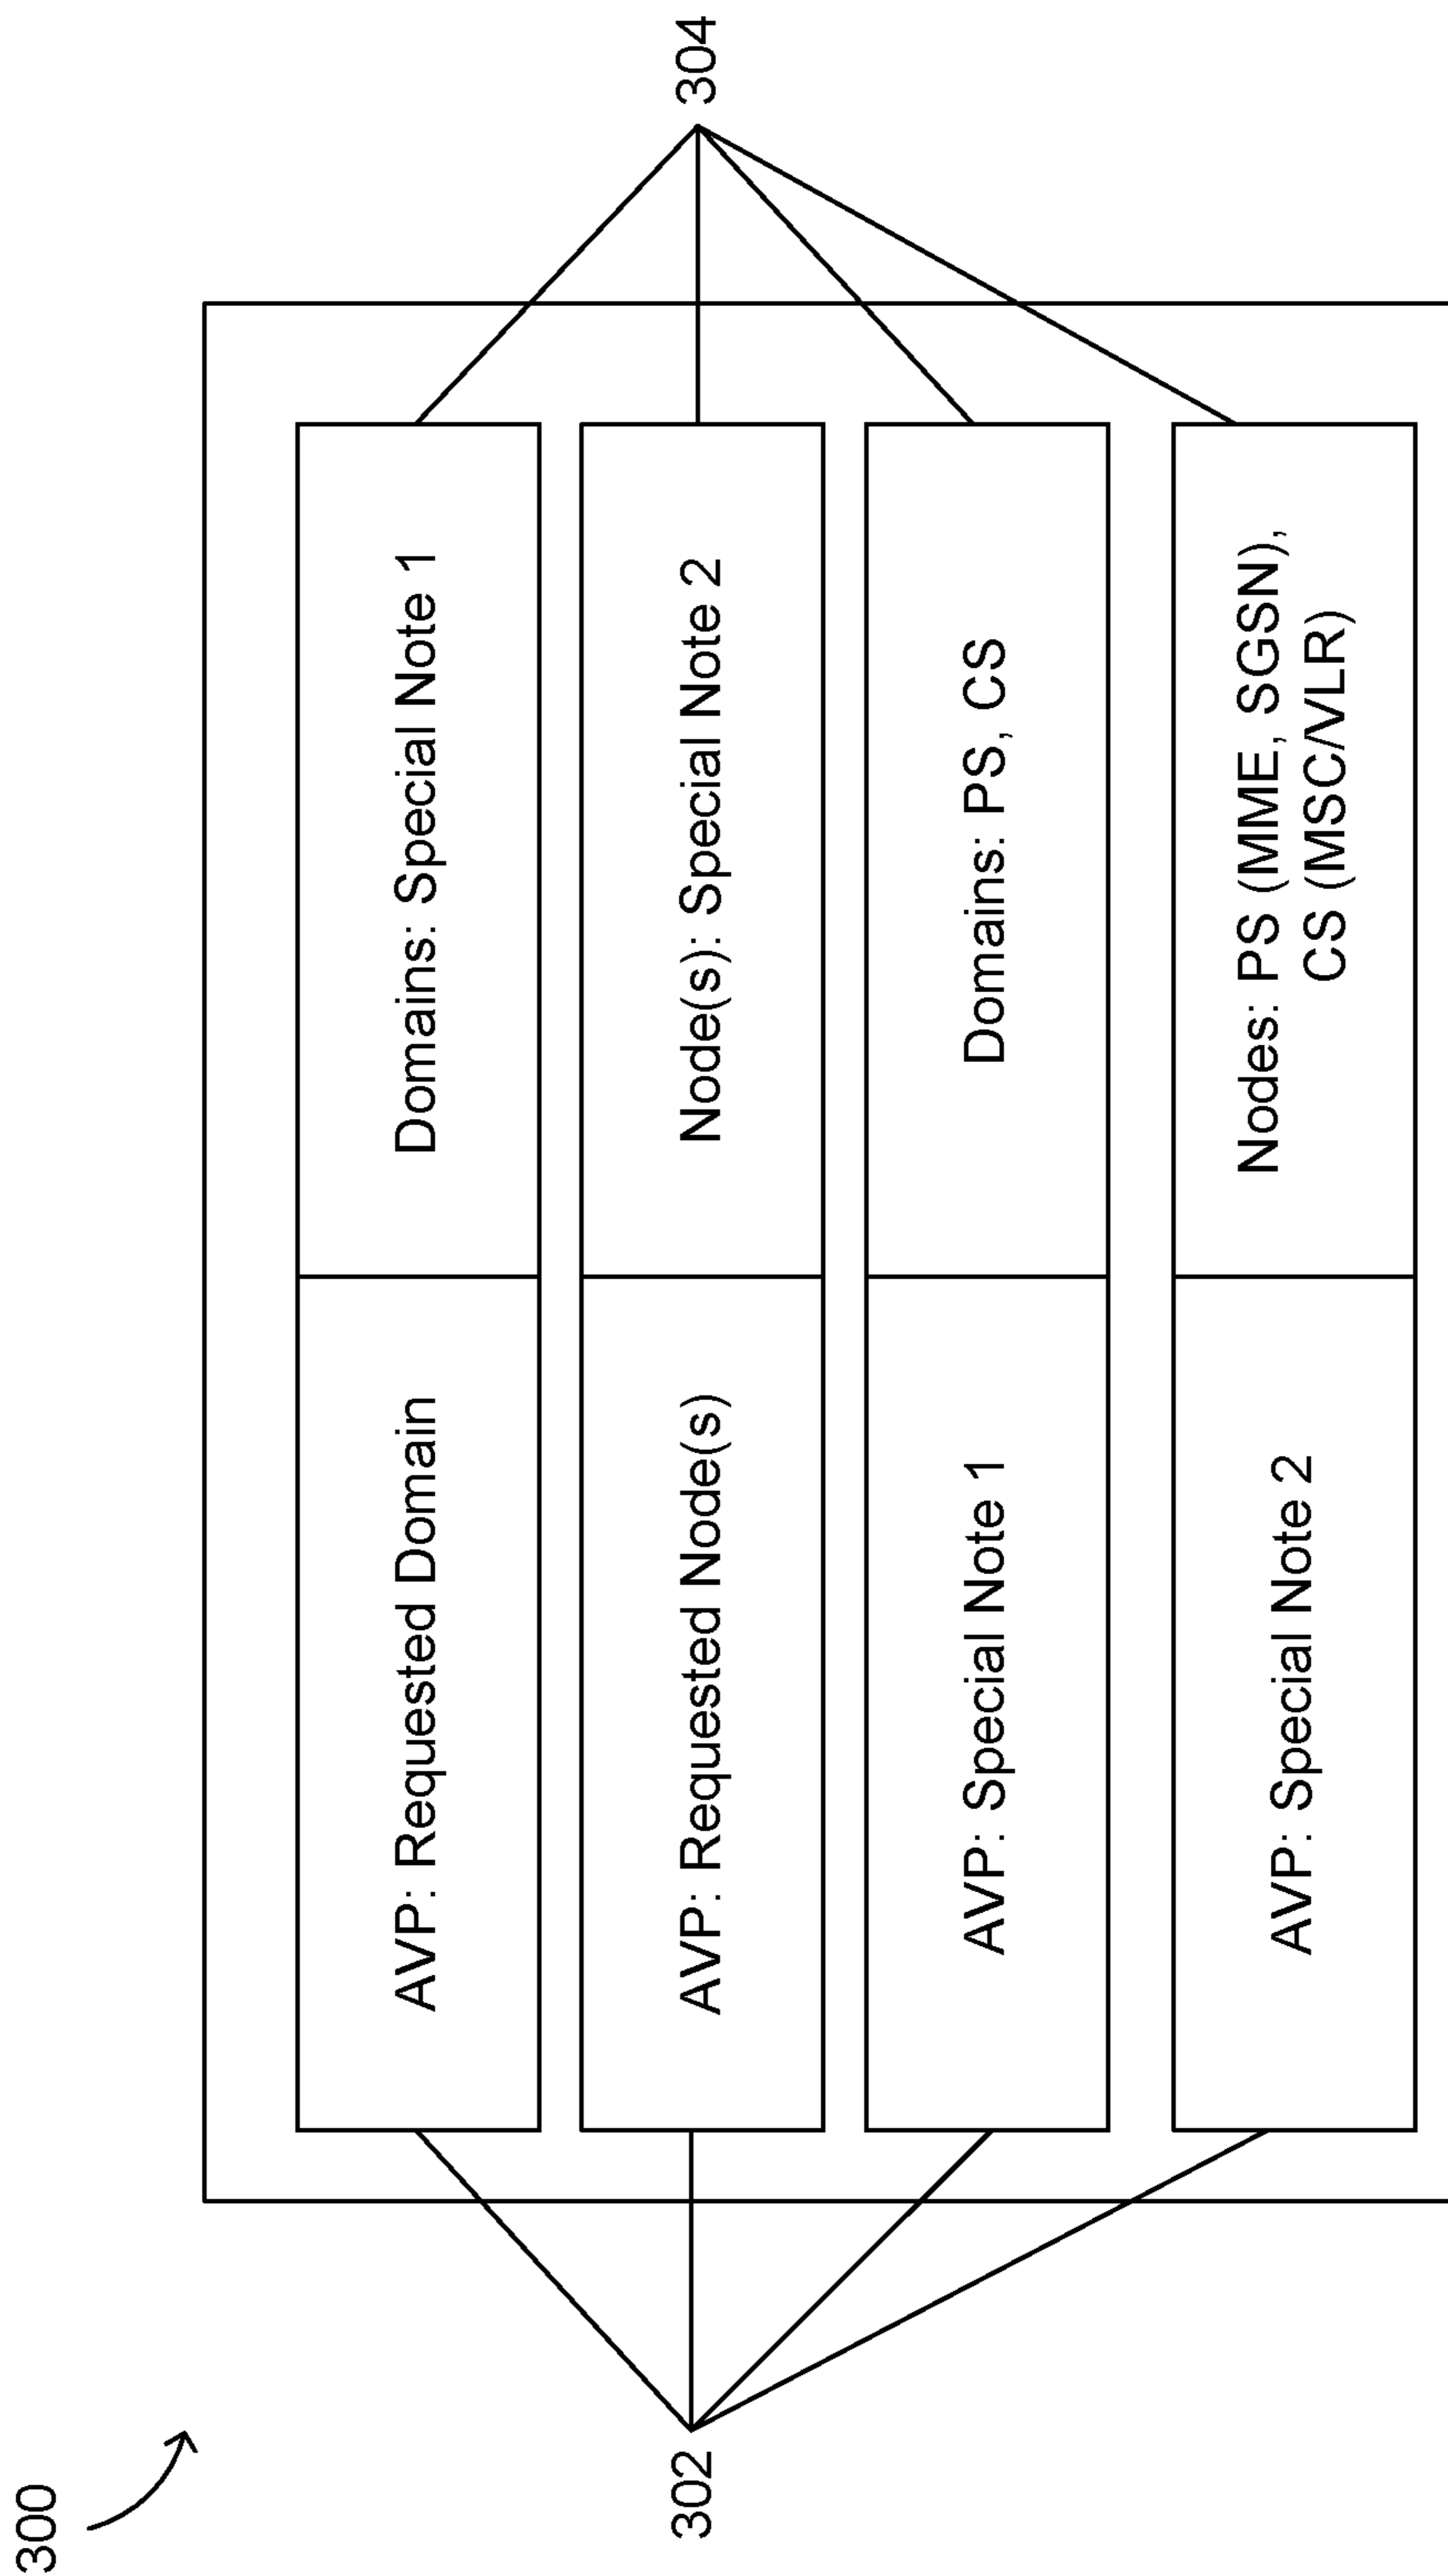 300
302
304
AVP: Requested Domain
Domains: Special Note 1
AVP: Requested Node(s)
Node(s): Special Note 2
AVP: Special Note 1
Domains: PS, CS
AVP: Special Note 2
Nodes: PS (MME, SGSN),
CS (MSC/VLR)